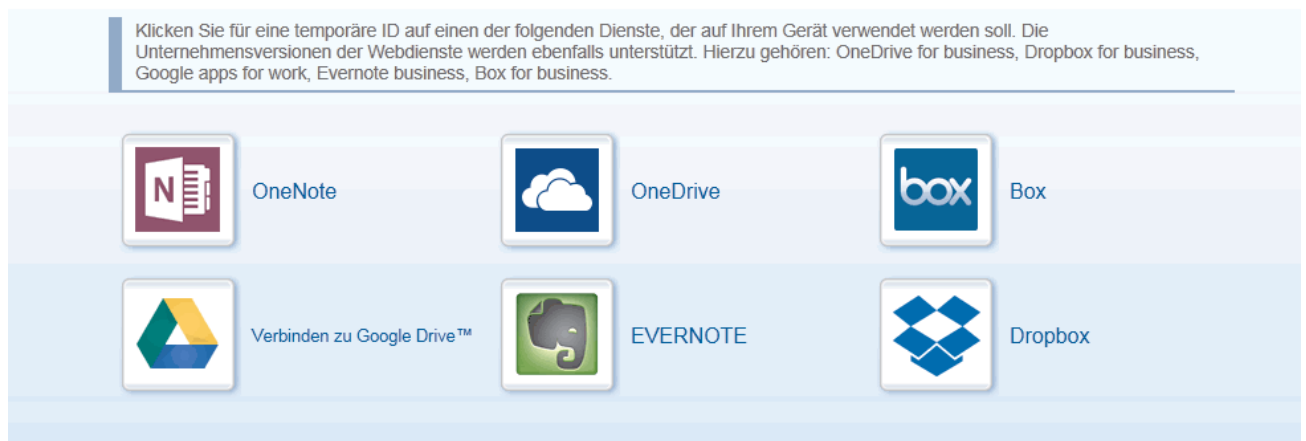 Klicken Sie für eine temporäre ID auf einen der folgenden Dienste, der auf Ihrem Gerät verwendet werden soll. Die
Unternehmensversionen der Webdienste werden ebenfalls unterstützt. Hierzu gehören: OneDrive for business, Dropbox for business,
Google apps for work, Evernote business, Box for business.
N
OneNote
OneDrive
box
Box
Verbinden zu Google Drive™
EVERNOTE
Dropbox